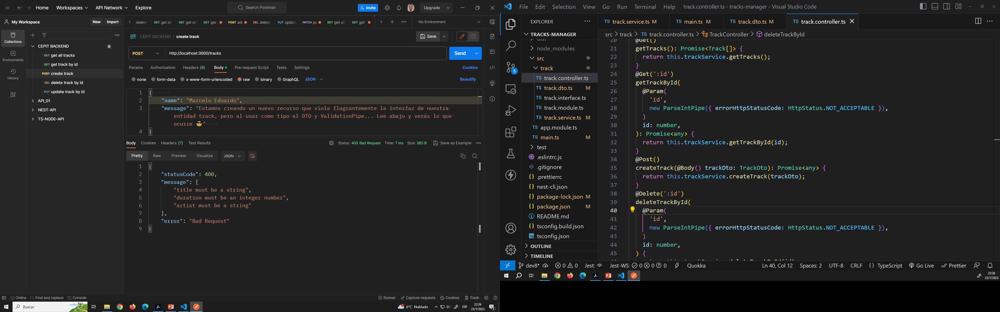 Home Workspaces API Network Explore Search Postman Invite Upgrade
My Workspace New Import
delete GET get all GET get all GET get POST add DEL delete PUT update PATCH pa GET get all GET get No Environment
Collections
Environments
History
CEPIT BACKEND
GET get all tracks
GET get track by id
POST create track
DEL delete track by id
PUT update track by id
API_01
NEST-API
TS-NODE-API
HTTP CEPIT BACKEND / create track Save
POST http://localhost:3000/tracks Send
Params Authorization Headers (8) Body Pre-request Script Tests Settings Cookies
none form-data x-www-form-urlencoded raw binary GraphQL JSON Beautify
1 {
2 "name": "Marcelo Eduardo",
3 "message": "Estamos creando un nuevo recurso que viola flagrantemente la interfaz de nuestra
entidad track, pero al usar como tipo el DTO y ValidationPipe... Lee abajo y verás lo que
ocurre 😎"
4 }
Body Cookies Headers (7) Test Results Status: 400 Bad Request Time: 7 ms Size: 385 B Save as Example
Pretty Raw Preview Visualize JSON
1 {
2 "statusCode": 400,
3 "message": [
4 "title must be a string",
5 "duration must be an integer number",
6 "artist must be a string"
7 ],
8 "error": "Bad Request"
9 }
Online Find and replace Console Runner Capture requests Cookies Trash
Buscar 1 6°C Nublado ESP 22:26
23/7/2023 1
File Edit Selection View Go Run Terminal Help track.controller.ts - tracks-manager - Visual Studio Code
EXPLORER
TRACKS-MANAGER
dist
node_modules
src
track
TS track.controller.ts
TS track.dto.ts M
TS track.interface.ts
TS track.module.ts
TS track.service.ts M
TS app.module.ts
TS main.ts M
test
.eslintrc.js
.gitignore
{} .prettierrc
{} nest-cli.json
{} package-lock.json M
{} package.json M
README.md
{} tsconfig.build.json
TS tsconfig.json
OUTLINE
TIMELINE
5
TS track.service.ts M TS main.ts M TS track.dto.ts M TS track.controller.ts
src > track > TS track.controller.ts > TrackController > deleteTrackById
20 @Get()
21 getTracks(): Promise<Track[]> {
22 return this.trackService.getTracks();
23 }
24 @Get(':id')
25 getTrackById(
26 @Param(
27 'id',
28 new ParseIntPipe({ errorHttpStatusCode: HttpStatus.NOT_ACCEPTABLE }),
29 )
30 id: number,
31 ): Promise<any> {
32 return this.trackService.getTrackById(id);
33 }
34 @Post()
35 createTrack(@Body() trackDto: TrackDto): Promise<any> {
36 return this.trackService.createTrack(trackDto);
37 }
38 @Delete(':id')
39 deleteTrackById(
40 @Param(
41 'id',
42 new ParseIntPipe({ errorHttpStatusCode: HttpStatus.NOT_ACCEPTABLE }),
43 )
44 id: number,
45 ) {
dev8* 0 0 Jest: Jest-WS: 0 0 0 Quokka Ln 40, Col 12 Spaces: 2 UTF-8 CRLF {} TypeScript Go Live Prettier
22:26
23/7/2023